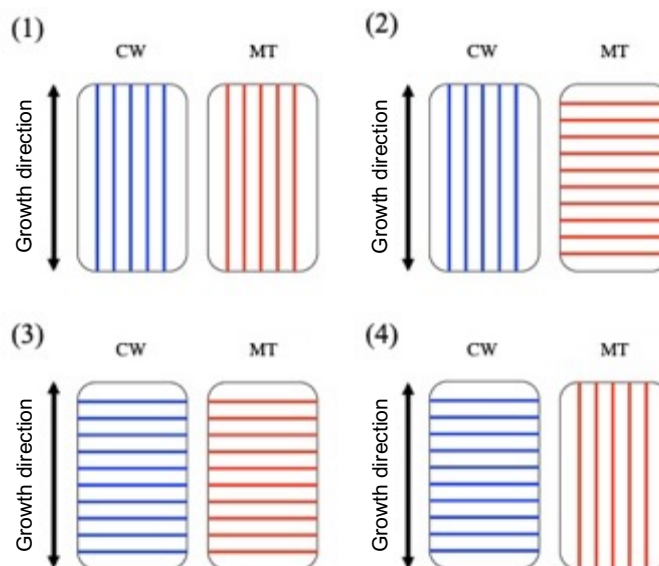 (1)
CW MT
Growth direction
(2)
CW MT
Growth direction
(3)
CW MT
Growth direction
(4)
CW MT
Growth direction